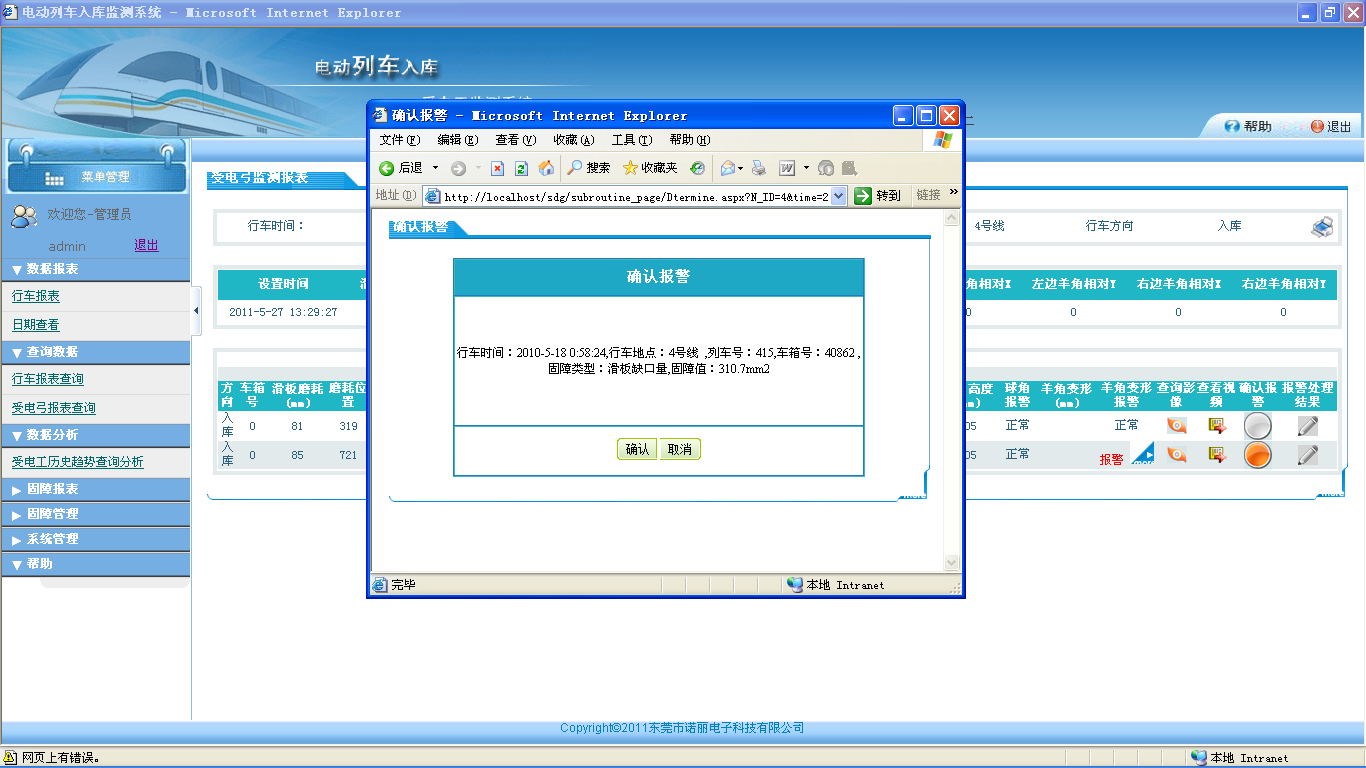 电动列车入库监测系统 - Microsoft Internet Explorer
电动列车入库
帮助 退出
菜单管理
欢迎您-管理员
admin 退出
数据报表
行车报表
日期查看
查询数据
行车报表查询
受电弓报表查询
数据分析
受电工历史趋势查询分析
固障报表
固障管理
系统管理
帮助
受电弓监测报表
行车时间：
4号线 行车方向 入库
设置时间
角相对X 左边羊角相对Y 右边羊角相对X 右边羊角相对Y
2011-5-27 13:29:27
0 0 0 0
方向 车箱号 滑板磨耗(mm) 磨耗位置
高度 球角报警 羊角变形(mm) 羊角变形报警 查询影像 查看视频 确认报警 报警处理结果
入库 0 81 319
05 正常 正常
入库 0 85 721
05 正常 报警 more
more
确认报警 - Microsoft Internet Explorer
文件(F) 编辑(E) 查看(V) 收藏(A) 工具(T) 帮助(H)
后退 搜索 收藏夹
地址(D) http://localhost/sdg/subroutine_page/Dtermine.aspx?N_ID=4&time=2 转到 链接 »
确认报警
确认报警
行车时间：2010-5-18 0:58:24,行车地点：4号线 ,列车号：415,车箱号：40862 ,
固障类型：滑板缺口量,固障值：310.7mm2
确认 取消
more
完毕 本地 Intranet
Copyright©2011东莞市诺丽电子科技有限公司
网页上有错误。 本地 Intranet